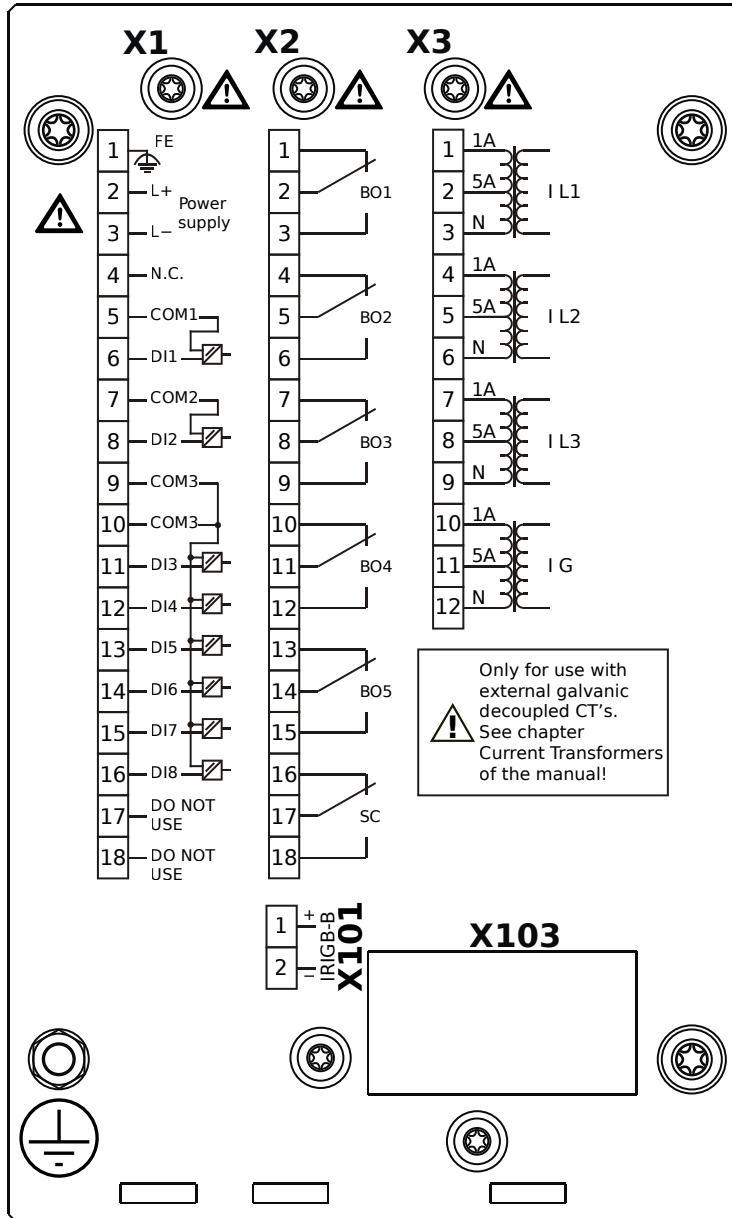 X1 X2 X3
1 FE
2 L+
3 L−
Power
supply
4 N.C.
5 COM1
6 DI1
7 COM2
8 DI2
9 COM3
10 COM3
11 DI3
12 DI4
13 DI5
14 DI6
15 DI7
16 DI8
17 DO NOT
USE
18 DO NOT
USE
1
2 BO1
3
4
5 BO2
6
7
8 BO3
9
10
11 BO4
12
13
14 BO5
15
16
17 SC
18
1 1A
2 5A I L1
3 N
4 1A
5 5A I L2
6 N
7 1A
8 5A I L3
9 N
10 1A
11 5A I G
12 N
Only for use with
external galvanic
decoupled CT's.
See chapter
Current Transformers
of the manual!
1 +
2 −
IRIGB-B
X101
X103